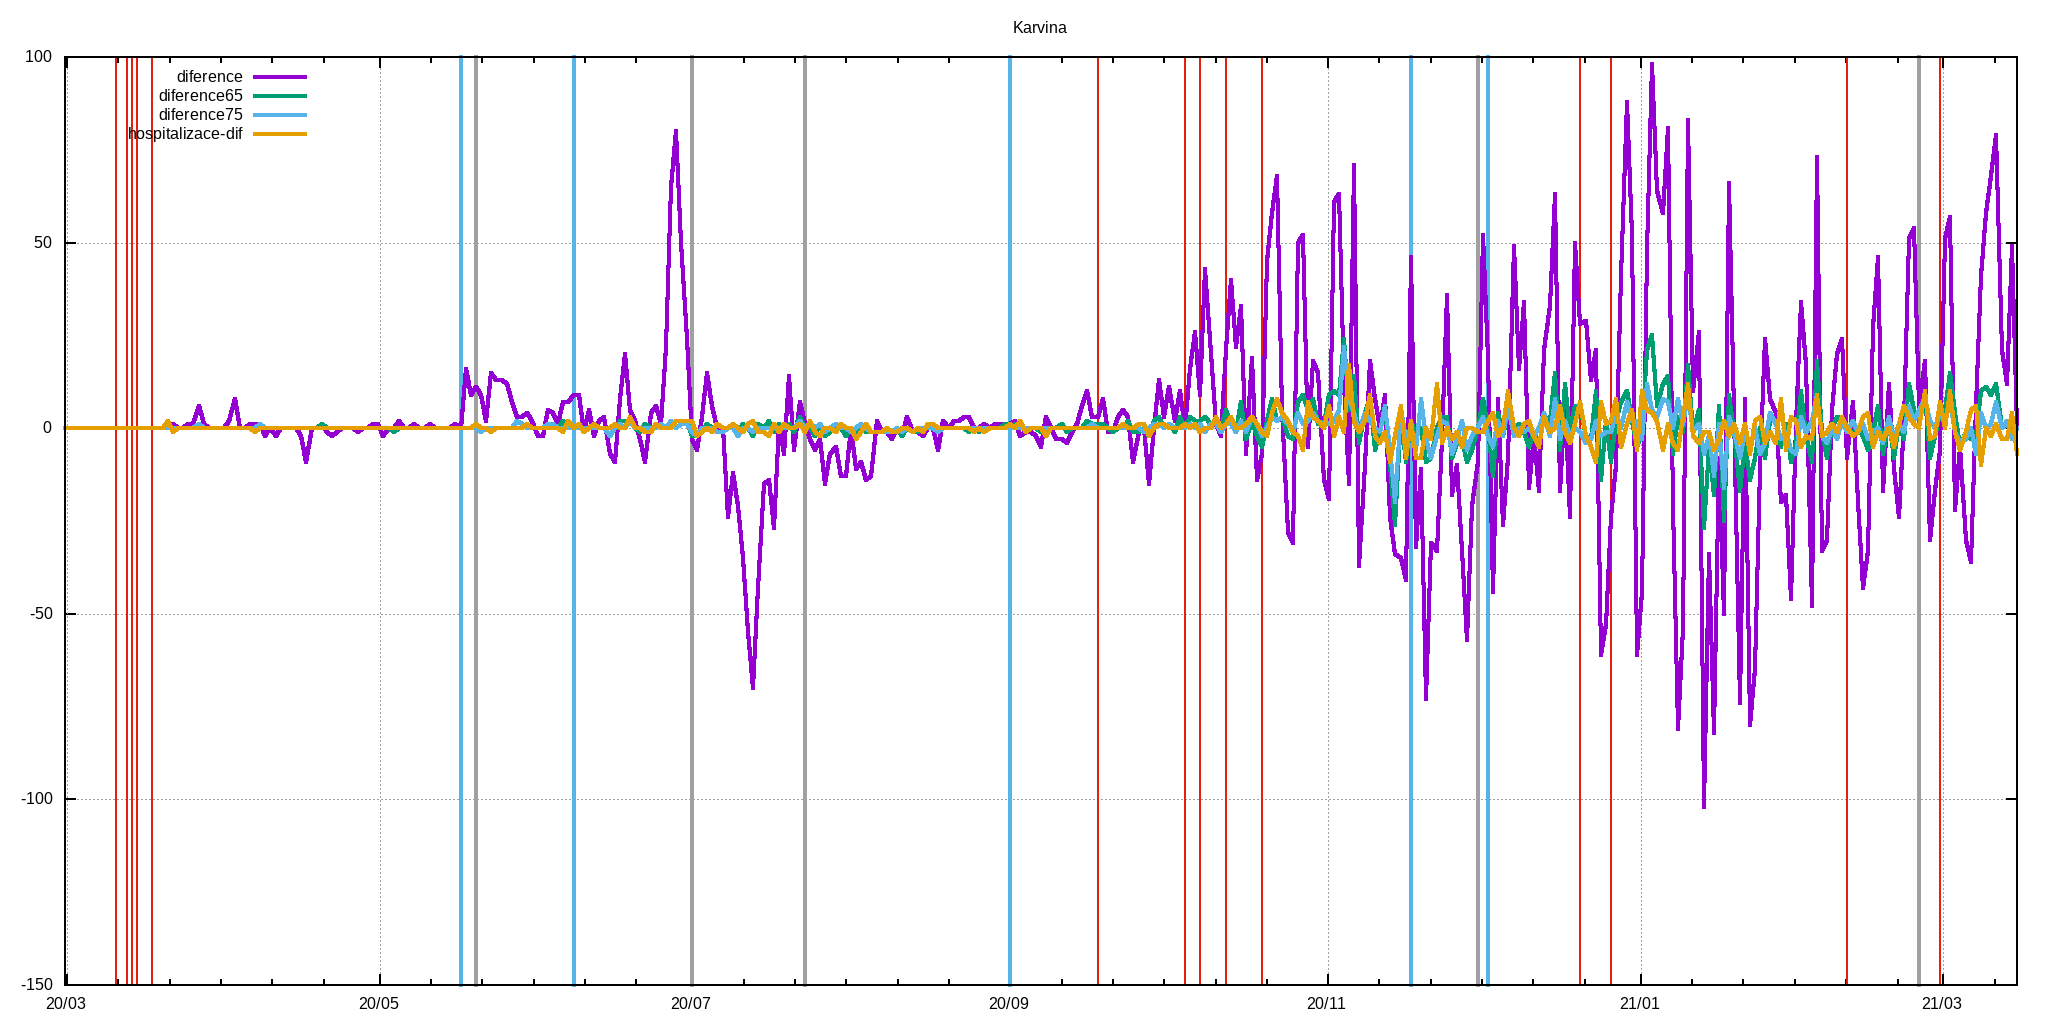 Karvina
100
diference
diference65
diference75
hospitalizace-dif
50
0
-50
-100
-150
20/03 20/05 20/07 20/09 20/11 21/01 21/03